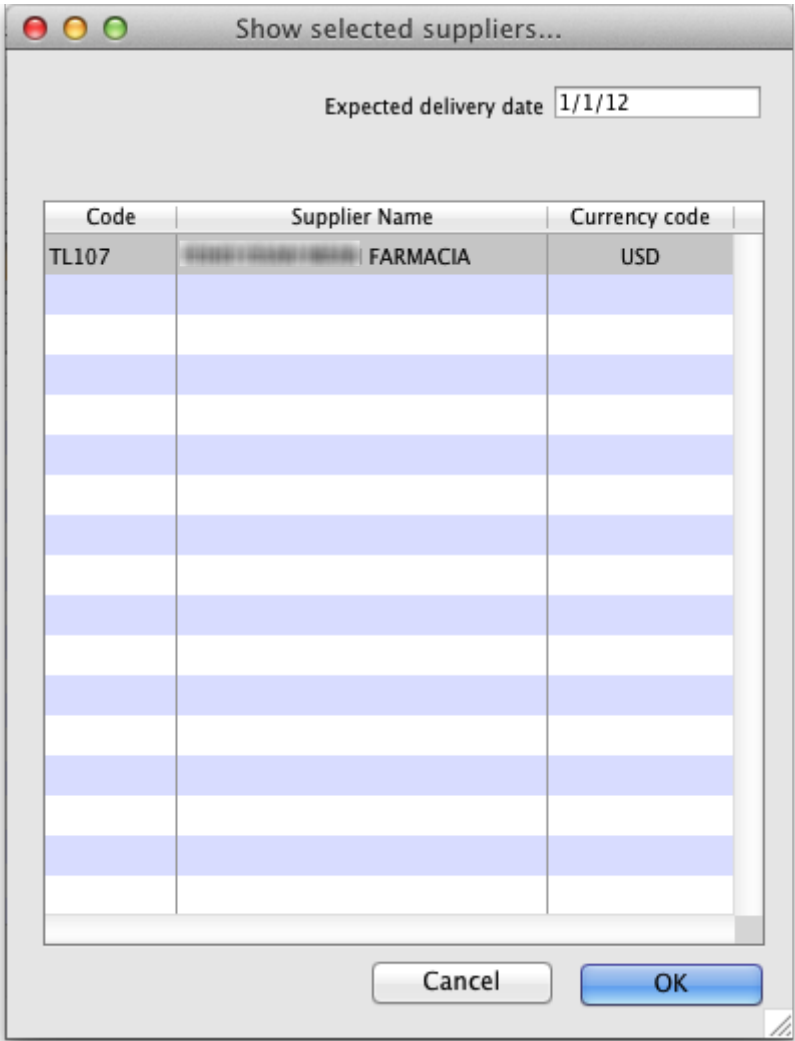 Show selected suppliers...
Expected delivery date 1/1/12
Code Supplier Name Currency code
TL107 FARMACIA USD
Cancel OK